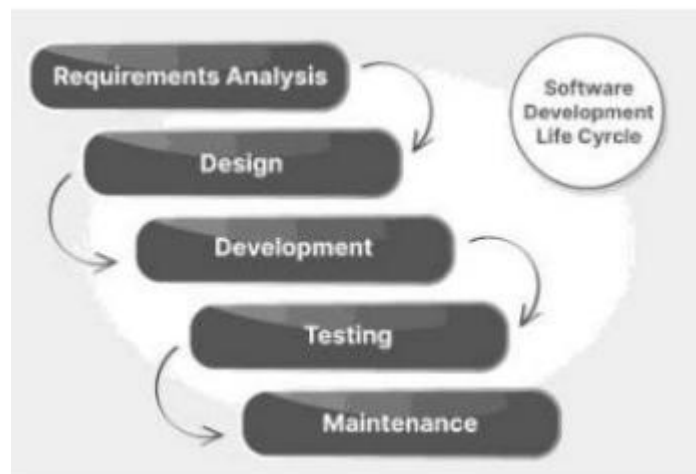 Requirements Analysis
Software
Development
Life Cyrcle
Design
Development
Testing
Maintenance